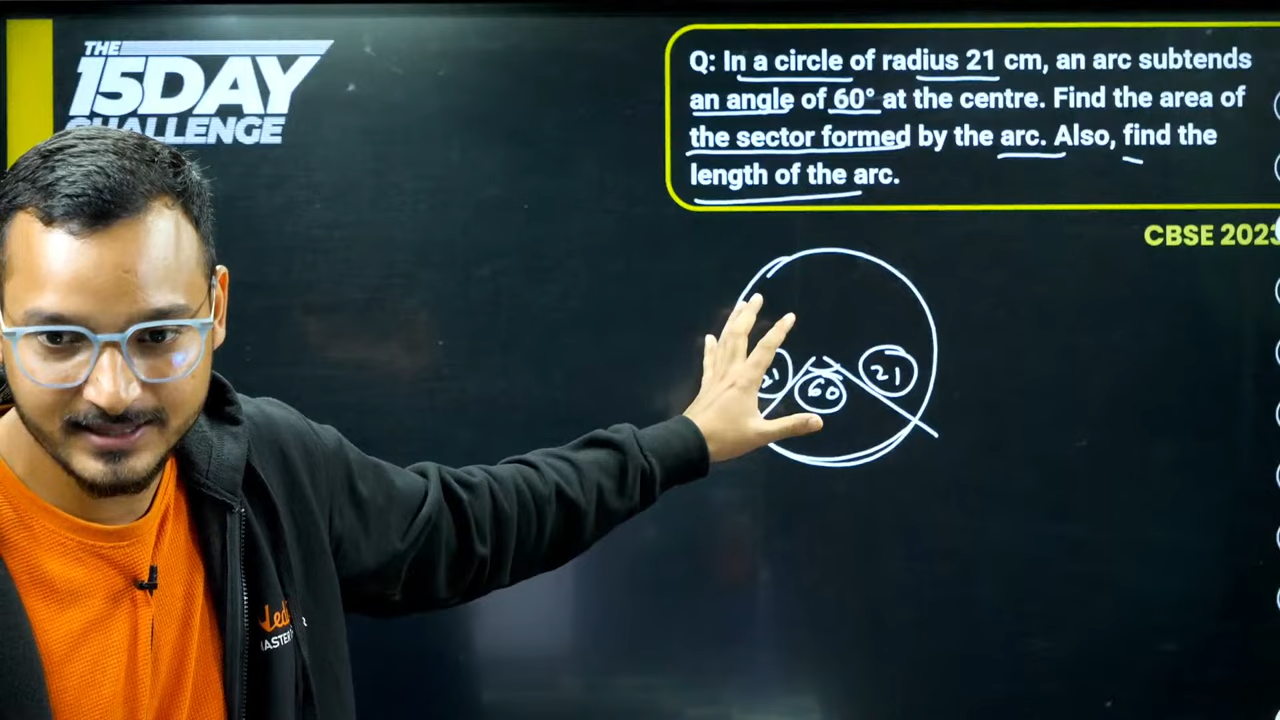 THE
15DAY
CHALLENGE
Q: In a circle of radius 21 cm, an arc subtends
an angle of 60° at the centre. Find the area of
the sector formed by the arc. Also, find the
length of the arc.
CBSE 2023
21
60